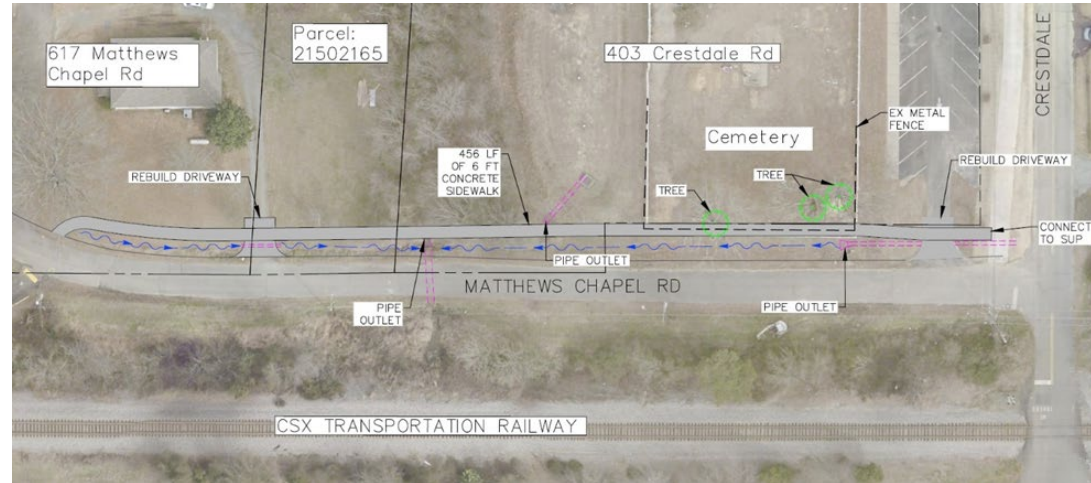 617 Matthews
Chapel Rd
Parcel:
21502165
403 Crestdale Rd
CRESTDALE
EX METAL
FENCE
Cemetery
456 LF
OF 6 FT
CONCRETE
SIDEWALK
REBUILD DRIVEWAY
TREE
TREE
REBUILD DRIVEWAY
CONNECT
TO SUP
PIPE OUTLET
MATTHEWS CHAPEL RD
PIPE
OUTLET
PIPE OUTLET
CSX TRANSPORTATION RAILWAY